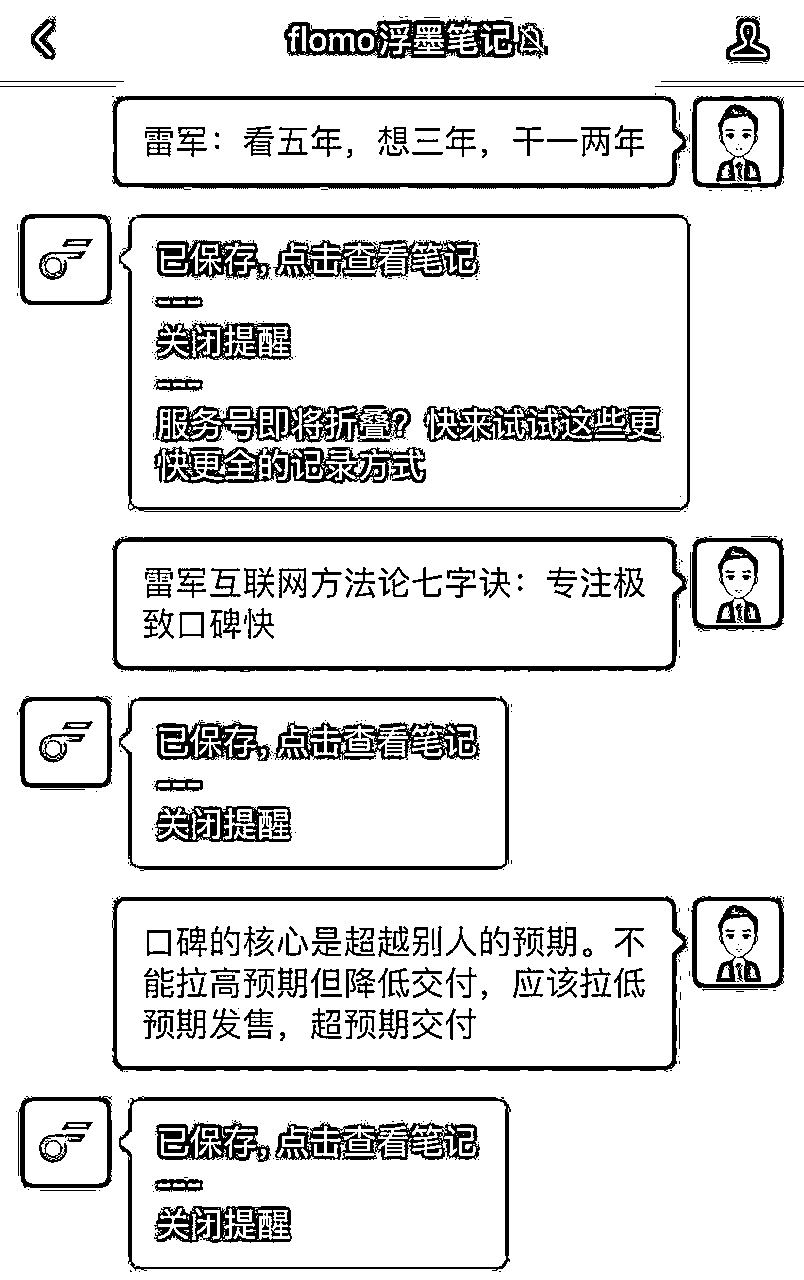 flomo浮墨笔记
雷军：看五年，想三年，干一两年
已保存, 点击查看笔记
---
关闭提醒
---
服务号即将折叠？快来试试这些更
快更全的记录方式
雷军互联网方法论七字诀：专注极
致口碑快
已保存, 点击查看笔记
---
关闭提醒
口碑的核心是超越别人的预期。不
能拉高预期但降低交付，应该拉低
预期发售，超预期交付
已保存, 点击查看笔记
---
关闭提醒